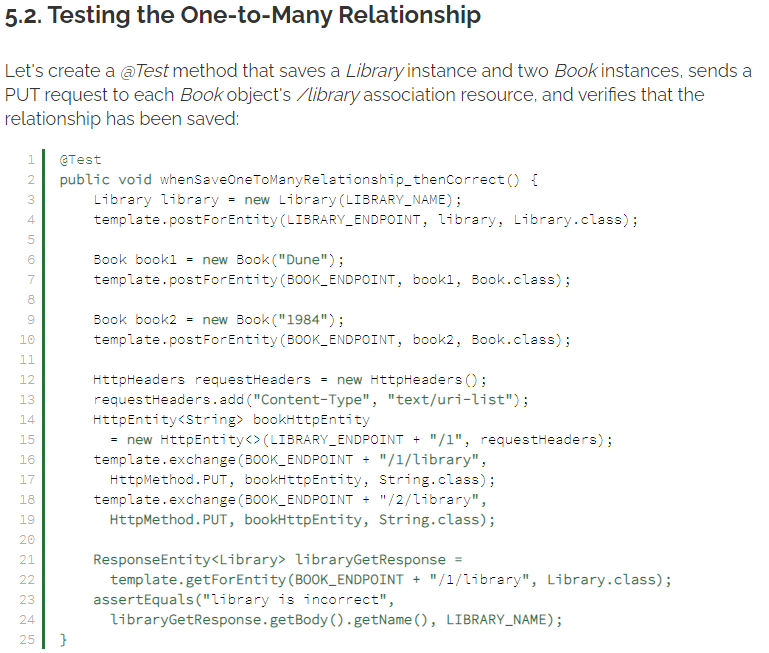 5.2. Testing the One-to-Many Relationship
Let's create a @Test method that saves a Library instance and two Book instances, sends a
PUT request to each Book object's /library association resource, and verifies that the
relationship has been saved:
1 @Test
2 public void whenSaveOneToManyRelationship_thenCorrect() {
3     Library library = new Library(LIBRARY_NAME);
4     template.postForEntity(LIBRARY_ENDPOINT, library, Library.class);
5
6     Book book1 = new Book("Dune");
7     template.postForEntity(BOOK_ENDPOINT, book1, Book.class);
8
9     Book book2 = new Book("1984");
10     template.postForEntity(BOOK_ENDPOINT, book2, Book.class);
11
12     HttpHeaders requestHeaders = new HttpHeaders();
13     requestHeaders.add("Content-Type", "text/uri-list");
14     HttpEntity<String> bookHttpEntity
15       = new HttpEntity<>(LIBRARY_ENDPOINT + "/1", requestHeaders);
16     template.exchange(BOOK_ENDPOINT + "/1/library",
17       HttpMethod.PUT, bookHttpEntity, String.class);
18     template.exchange(BOOK_ENDPOINT + "/2/library",
19       HttpMethod.PUT, bookHttpEntity, String.class);
20
21     ResponseEntity<Library> libraryGetResponse =
22       template.getForEntity(BOOK_ENDPOINT + "/1/library", Library.class);
23     assertEquals("library is incorrect",
24       libraryGetResponse.getBody().getName(), LIBRARY_NAME);
25 }